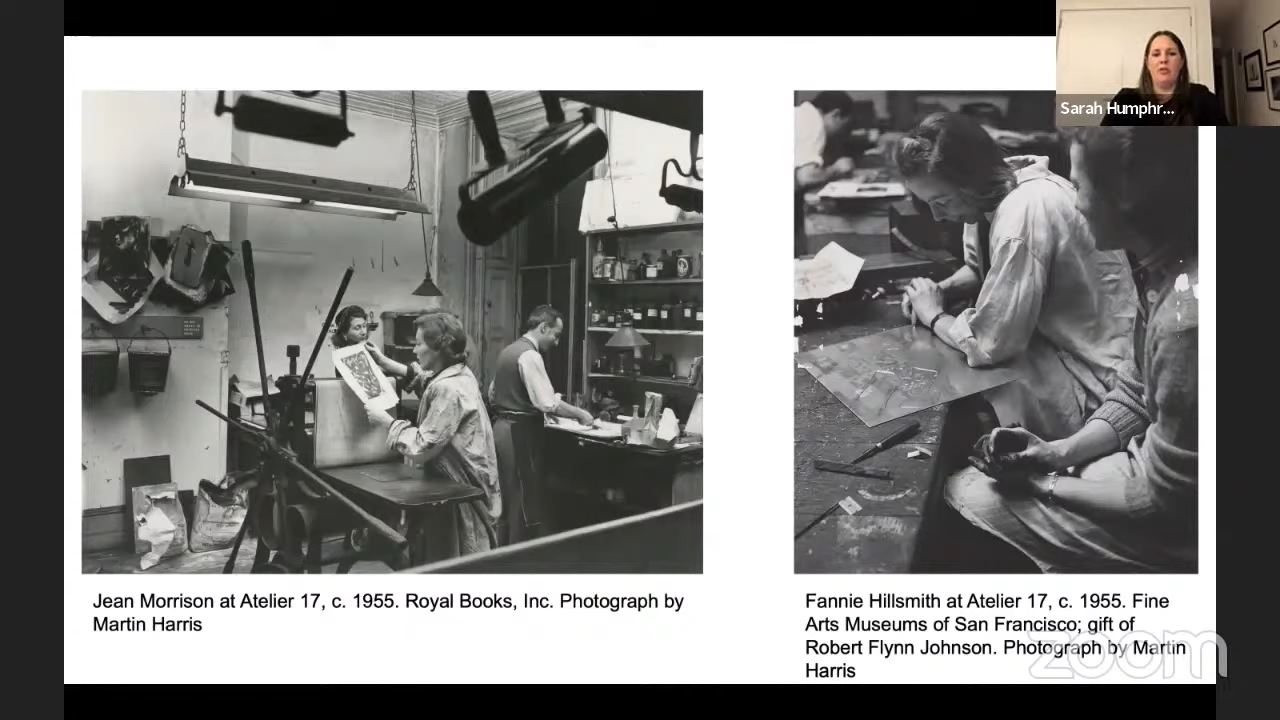 Sarah Humphr...
Jean Morrison at Atelier 17, c. 1955. Royal Books, Inc. Photograph by
Martin Harris
Fannie Hillsmith at Atelier 17, c. 1955. Fine
Arts Museums of San Francisco; gift of
Robert Flynn Johnson. Photograph by Martin
Harris
zoom